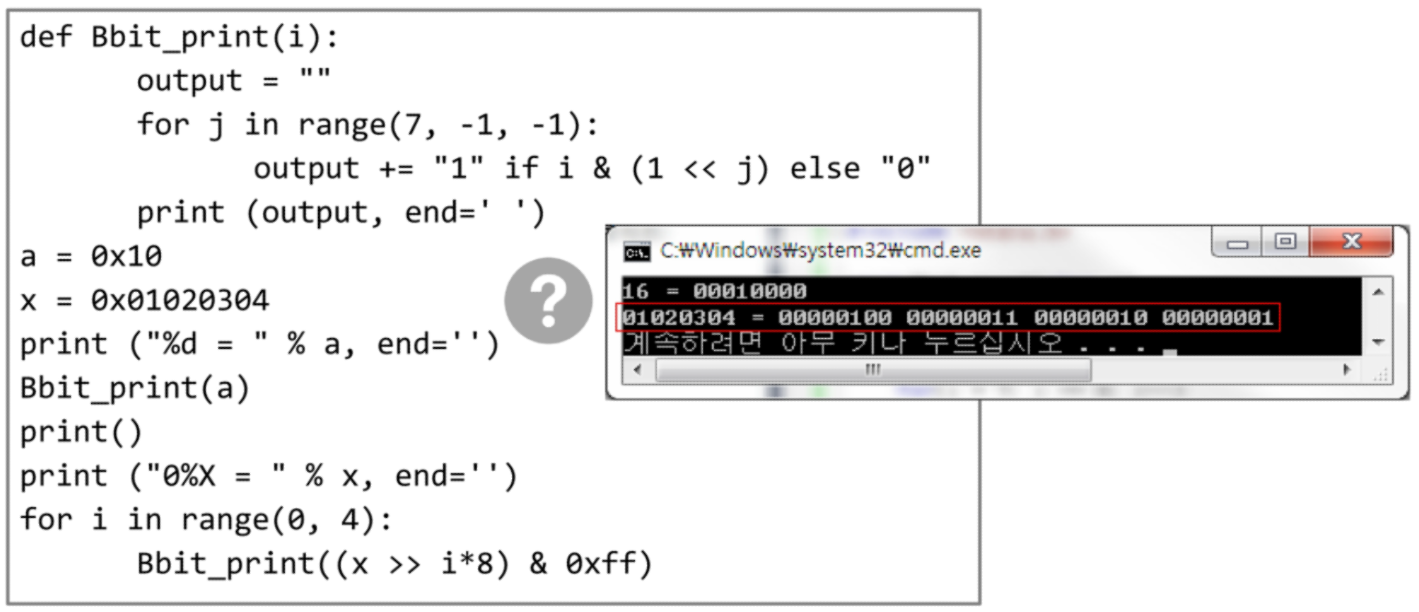 def Bbit_print(i):
output = ""
for j in range(7, -1, -1):
output += "1" if i & (1 << j) else "0"
print (output, end=' ')
a = 0x10
x = 0x01020304
print ("%d = " % a, end='')
Bbit_print(a)
print()
print ("0%X = " % x, end='')
for i in range(0, 4):
Bbit_print((x >> i*8) & 0xff)
?
C:\.
C:₩Windows₩system32₩cmd.exe
16 = 00010000
01020304 = 00000100 00000011 00000010 00000001
계속하려면 아무 키나 누르십시오 . . . _